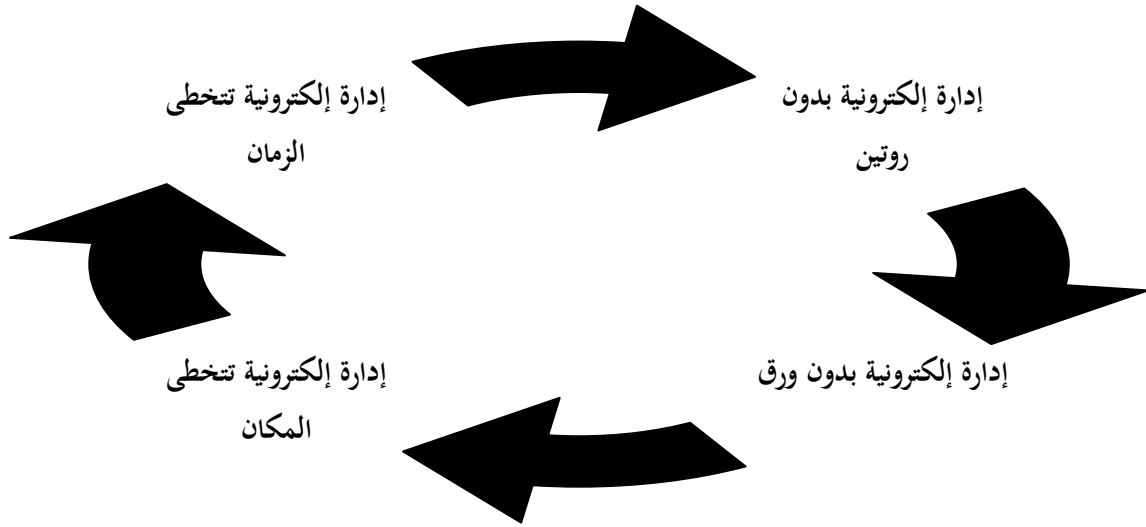 إدارة إلكترونية بدون
روتين
إدارة إلكترونية تتخطى
الزمان
إدارة إلكترونية بدون ورق
إدارة إلكترونية تتخطى
المكان